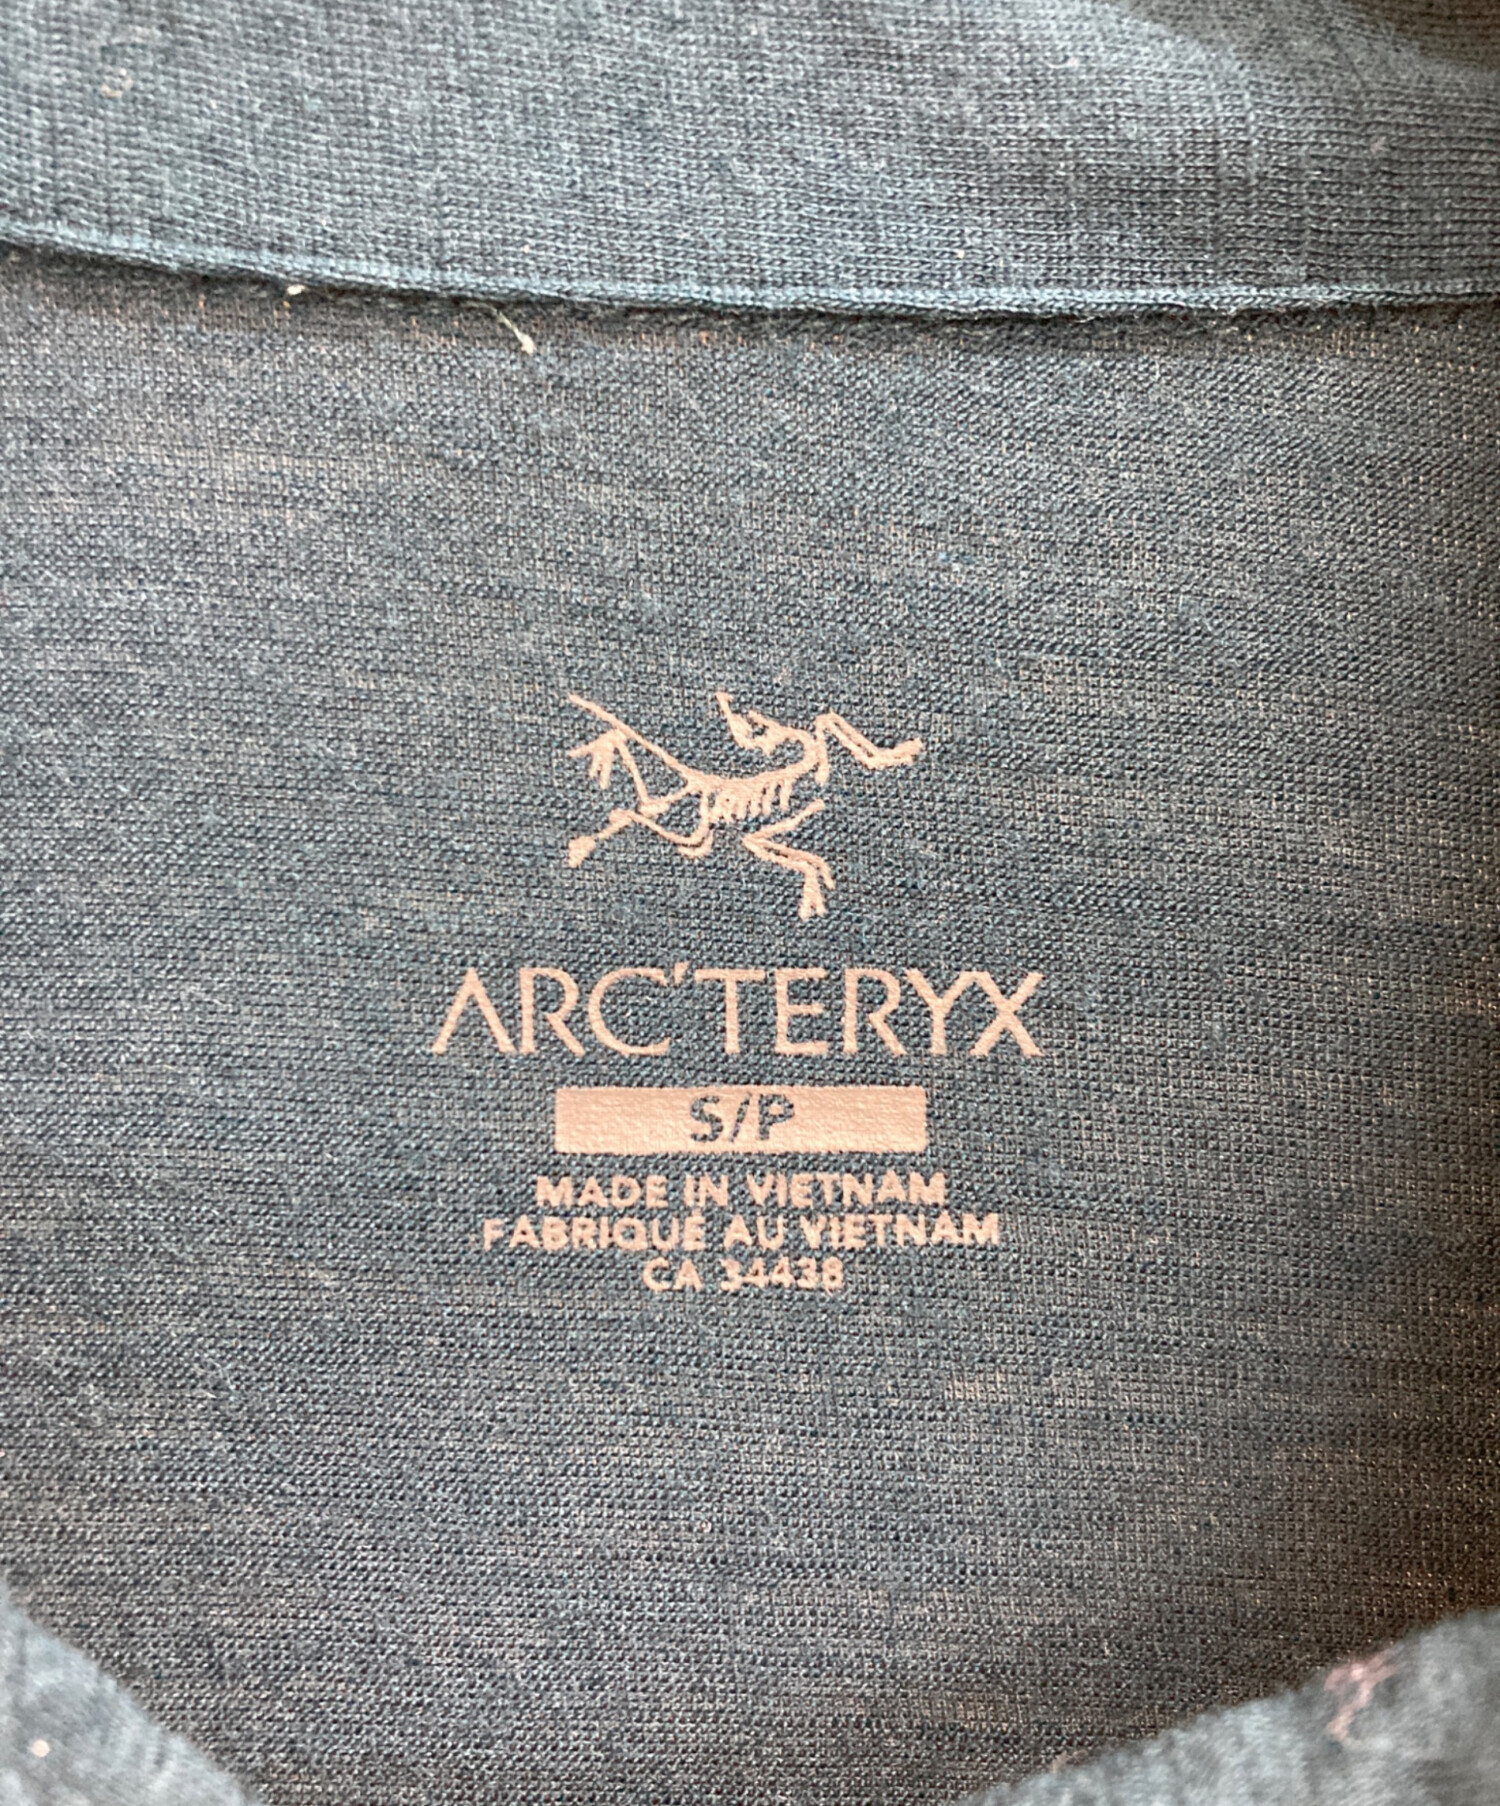 ARC'TERYX
S/P
MADE IN VIETNAM
FABRIQUÉ AU VIETNAM
CA 34438